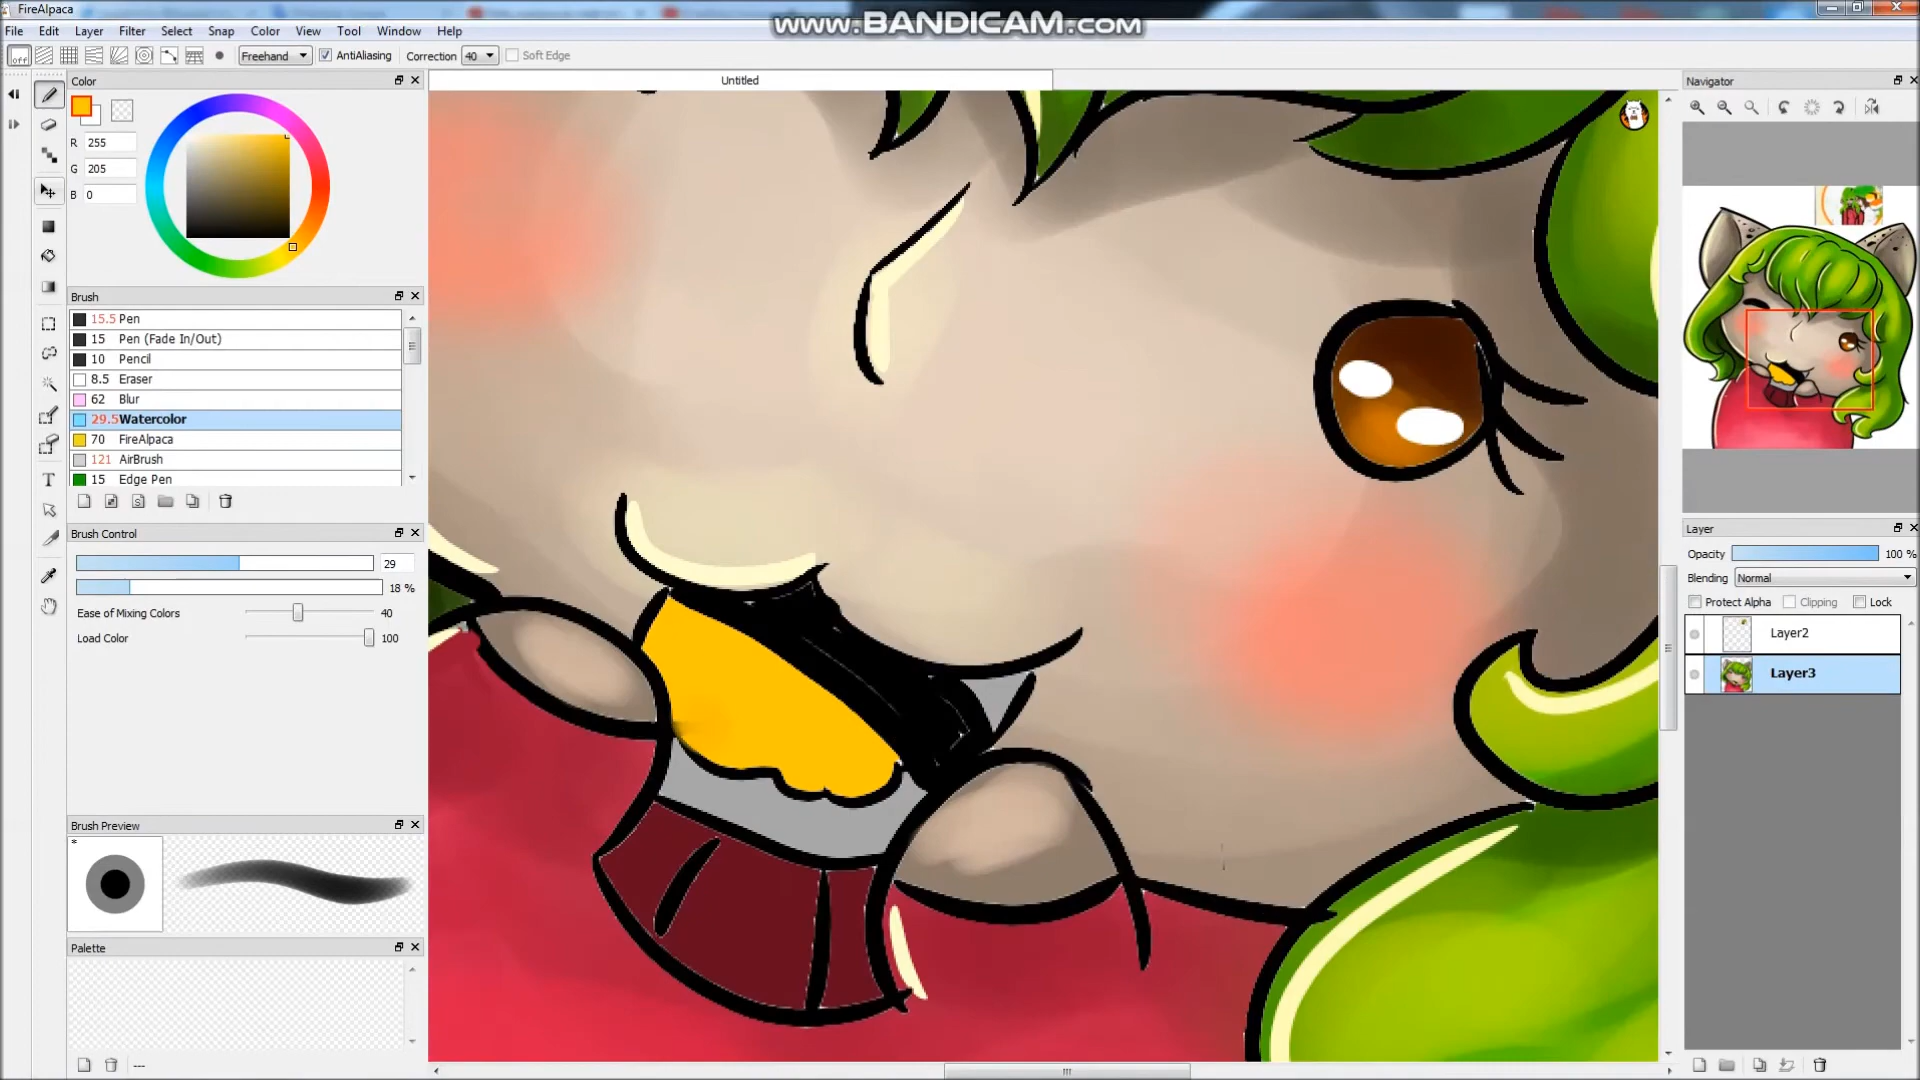 FireAlpaca
www.BANDICAM.com
File Edit Layer Filter Select Snap Color View Tool Window Help
off Freehand AntiAliasing Correction 40 Soft Edge
Color
R 255
G 205
B 0
Brush
15.5 Pen
15 Pen (Fade In/Out)
10 Pencil
8.5 Eraser
62 Blur
29.5 Watercolor
70 FireAlpaca
121 AirBrush
15 Edge Pen
Brush Control
29
18 %
Ease of Mixing Colors 40
Load Color 100
Brush Preview
*
Palette
---
Untitled
Navigator
Layer
Opacity 100 %
Blending Normal
Protect Alpha Clipping Lock
Layer2
Layer3